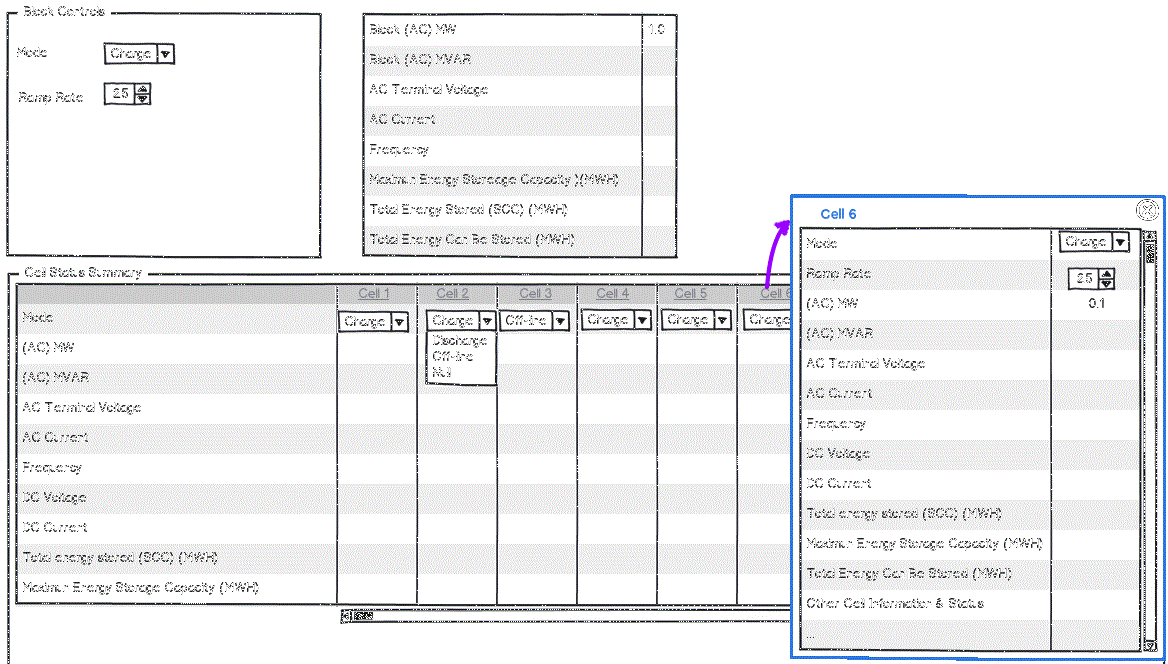 Block Controls
Mode Charge
Ramp Rate 25
Block (AC) MW 1.0
Block (AC) MVAR
AC Terminal Voltage
AC Current
Frequency
Maximun Energy Storeage Capacity )(MWH)
Total Energy Stored (SOC) (MWH)
Total Energy Can Be Stored (MWH)
Cell Status Summary
Cell 1 Cell 2 Cell 3 Cell 4 Cell 5 Cell 6
Mode Charge Charge Off-line Charge Charge Charge
Discharge
Off-line
Null
(AC) MW
(AC) MVAR
AC Terminal Voltage
AC Current
Frequency
DC Voltage
DC Current
Total energy stored (SOC) (MWH)
Maximun Energy Storage Capacity (MWH)
Cell 6
Mode Charge
Ramp Rate 25
(AC) MW 0.1
(AC) MVAR
AC Terminal Voltage
AC Current
Frequency
DC Voltage
DC Current
Total energy stored (SOC) (MWH)
Maximun Energy Storage Capacity (MWH)
Total Energy Can Be Stored (MWH)
Other Cell Information & Status
...